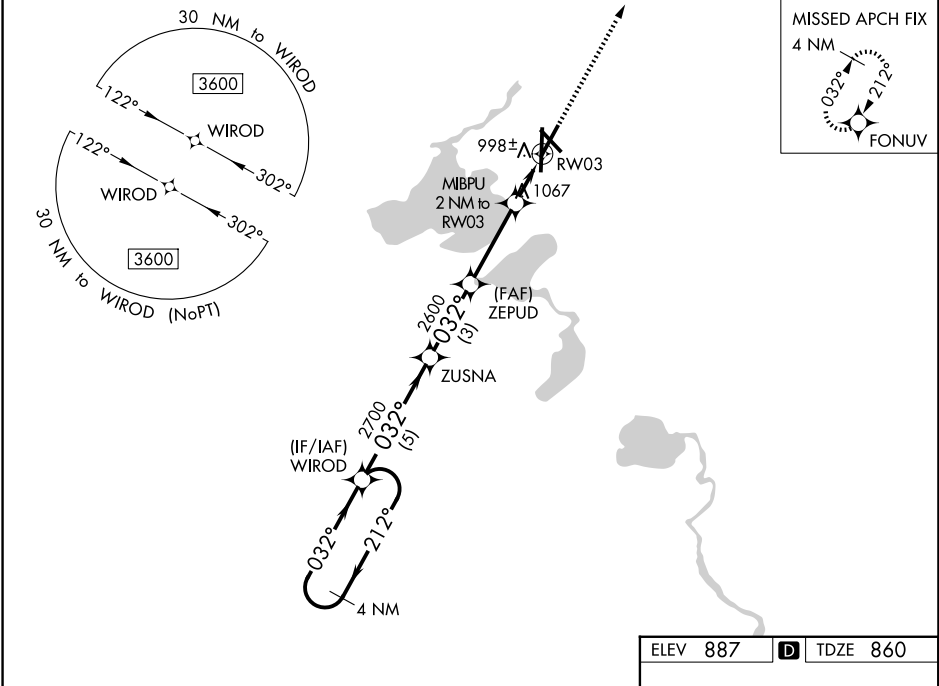 30 NM to WIROD
3600
122°
WIROD
302°
122°
WIROD
302°
3600
30 NM to WIROD (NoPT)
MISSED APCH FIX
4 NM
032°
212°
FONUV
998±
RW03
MIBPU
2 NM to
RW03
1067
(FAF)
ZEPUD
2600
032°
(3)
ZUSNA
2700
032°
(5)
(IF/IAF)
WIROD
032°
212°
4 NM
ELEV 887 D TDZE 860